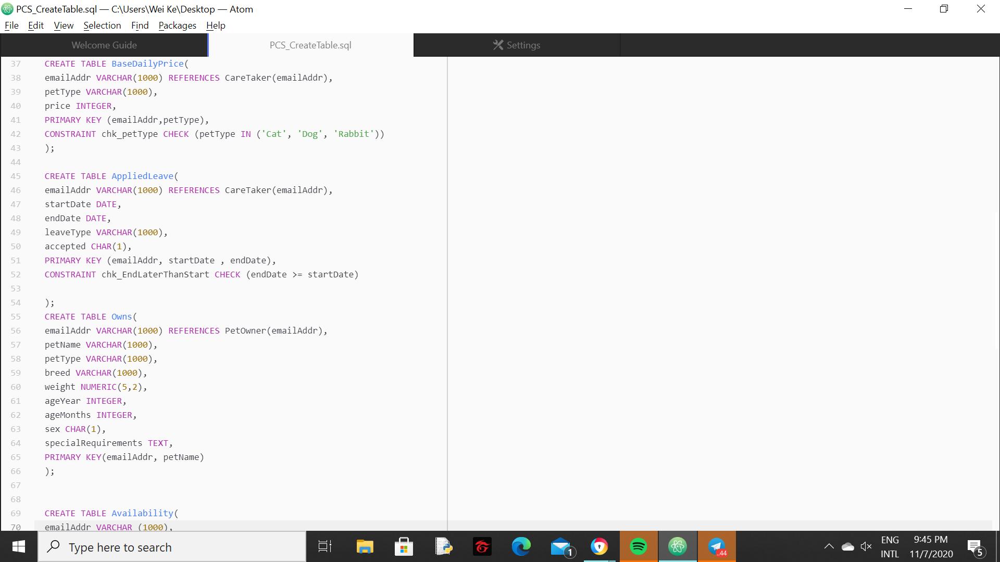 PCS_CreateTable.sql — C:\Users\Wei Ke\Desktop — Atom
File Edit View Selection Find Packages Help
Welcome Guide PCS_CreateTable.sql Settings
37 CREATE TABLE BaseDailyPrice(
38 emailAddr VARCHAR(1000) REFERENCES CareTaker(emailAddr),
39 petType VARCHAR(1000),
40 price INTEGER,
41 PRIMARY KEY (emailAddr,petType),
42 CONSTRAINT chk_petType CHECK (petType IN ('Cat', 'Dog', 'Rabbit'))
43 );
44
45 CREATE TABLE AppliedLeave(
46 emailAddr VARCHAR(1000) REFERENCES CareTaker(emailAddr),
47 startDate DATE,
48 endDate DATE,
49 leaveType VARCHAR(1000),
50 accepted CHAR(1),
51 PRIMARY KEY (emailAddr, startDate , endDate),
52 CONSTRAINT chk_EndLaterThanStart CHECK (endDate >= startDate)
53
54 );
55 CREATE TABLE Owns(
56 emailAddr VARCHAR(1000) REFERENCES PetOwner(emailAddr),
57 petName VARCHAR(1000),
58 petType VARCHAR(1000),
59 breed VARCHAR(1000),
60 weight NUMERIC(5,2),
61 ageYear INTEGER,
62 ageMonths INTEGER,
63 sex CHAR(1),
64 specialRequirements TEXT,
65 PRIMARY KEY(emailAddr, petName)
66 );
67
68
69 CREATE TABLE Availability(
70 emailAddr VARCHAR (1000),
Type here to search
1
44
ENG
INTL
9:45 PM
11/7/2020
5